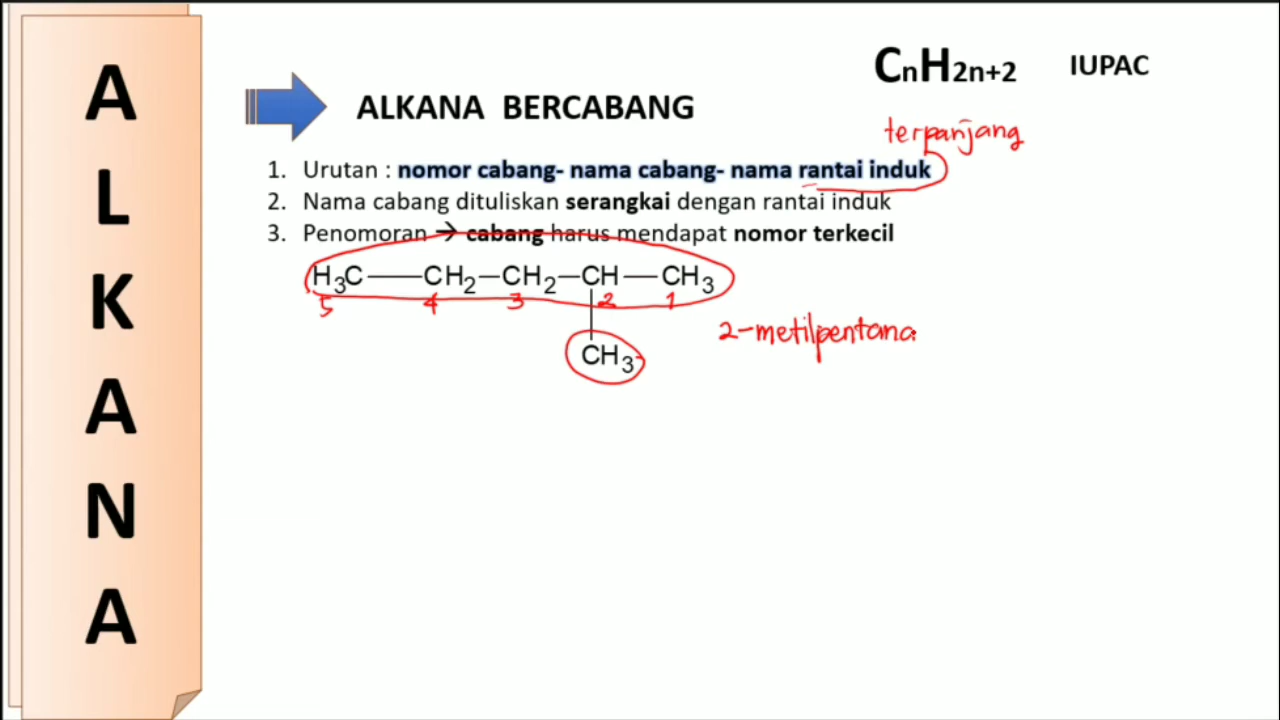 ALKANA
CnH2n+2 IUPAC
ALKANA BERCABANG
terpanjang
1. Urutan : nomor cabang- nama cabang- nama rantai induk
2. Nama cabang dituliskan serangkai dengan rantai induk
3. Penomoran → cabang harus mendapat nomor terkecil
H3C—CH2—CH2—CH—CH3
5 4 3 2 1
2-metilpentana
CH3